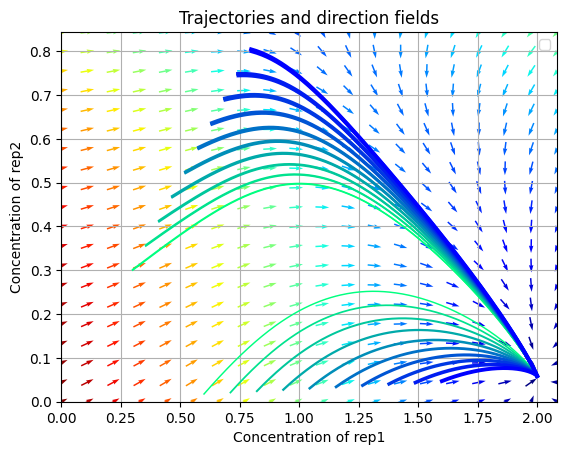 Trajectories and direction fields
Concentration of rep2
0.8
0.7
0.6
0.5
0.4
0.3
0.2
0.1
0.0
0.00 0.25 0.50 0.75 1.00 1.25 1.50 1.75 2.00
Concentration of rep1